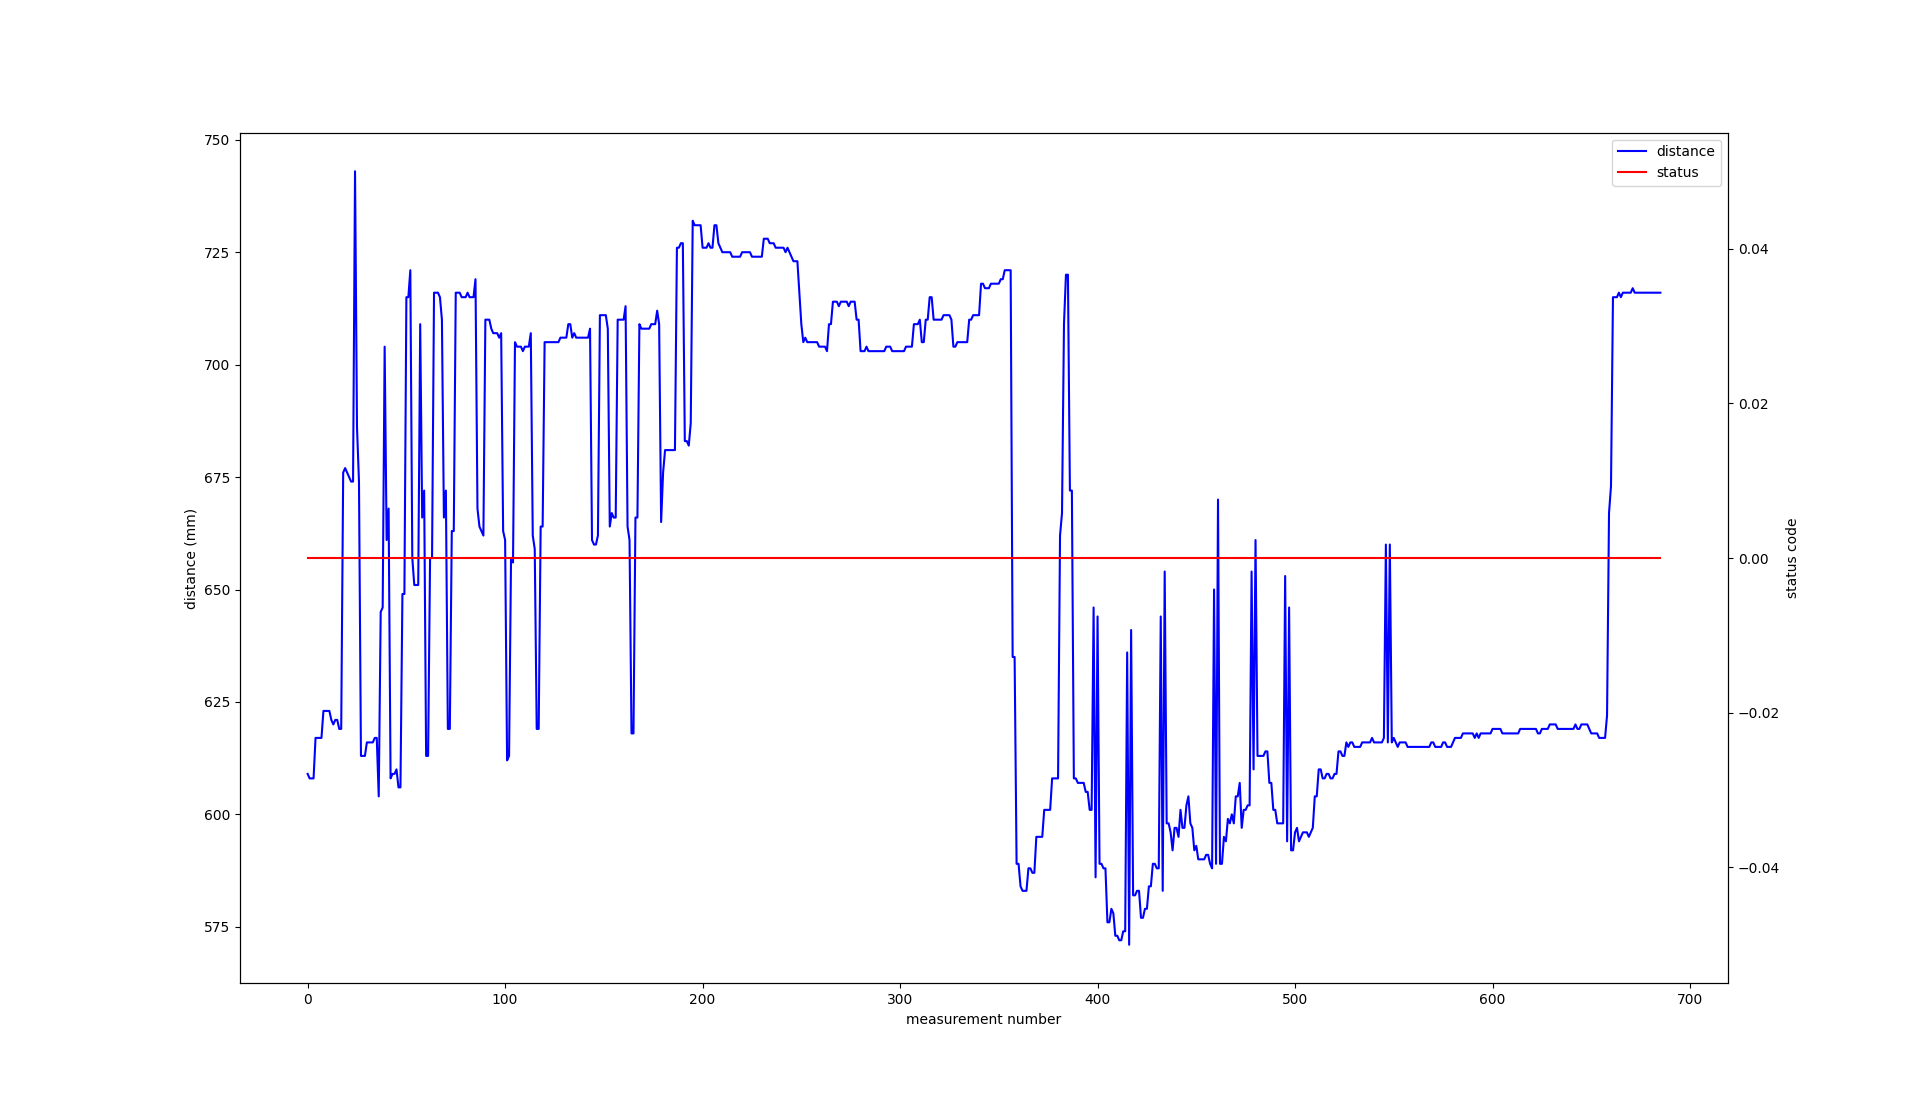 distance
status
750
725
700
675
650
625
600
575
distance (mm)
0.04
0.02
0.00
−0.02
−0.04
status code
0 100 200 300 400 500 600 700
measurement number